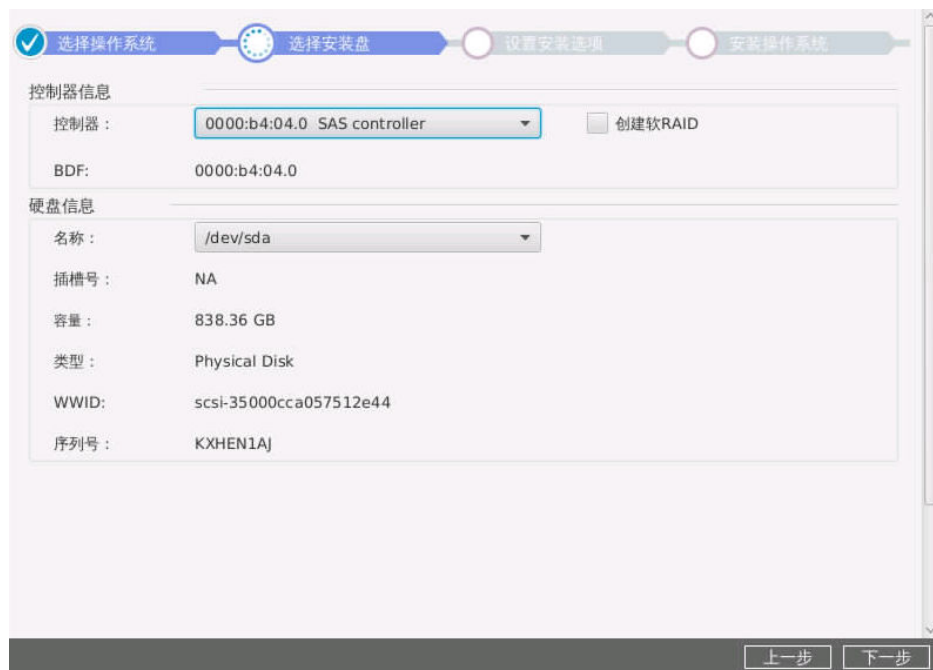 选择操作系统 选择安装盘 设置安装选项 安装操作系统
控制器信息
控制器： 0000:b4:04.0 SAS controller 创建软RAID
BDF: 0000:b4:04.0
硬盘信息
名称： /dev/sda
插槽号： NA
容量： 838.36 GB
类型： Physical Disk
WWID: scsi-35000cca057512e44
序列号： KXHEN1AJ
上一步 下一步